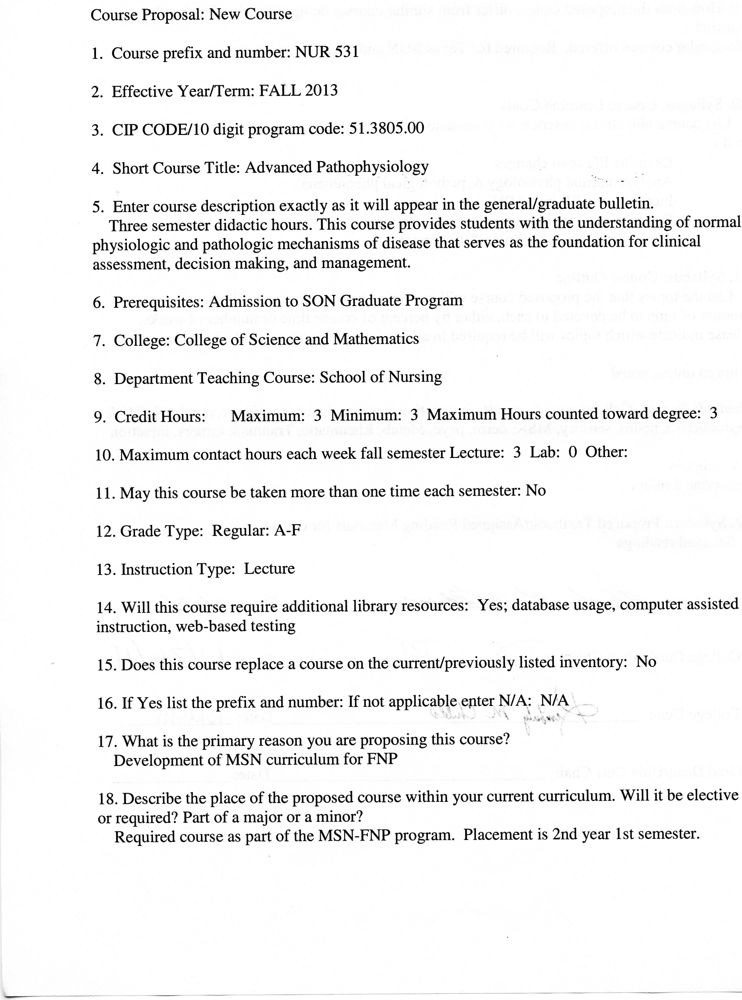 Course Proposal: New Course
1. Course prefix and number: NUR 531
2. Effective Year/Term: FALL 2013
3. CIP CODE/10 digit program code: 51.3805.00
4. Short Course Title: Advanced Pathophysiology
5. Enter course description exactly as it will appear in the general/graduate bulletin.
Three semester didactic hours. This course provides students with the understanding of normal
physiologic and pathologic mechanisms of disease that serves as the foundation for clinical
assessment, decision making, and management.
6. Prerequisites: Admission to SON Graduate Program
7. College: College of Science and Mathematics
8. Department Teaching Course: School of Nursing
9. Credit Hours: Maximum: 3 Minimum: 3 Maximum Hours counted toward degree: 3
10. Maximum contact hours each week fall semester Lecture: 3 Lab: 0 Other:
11. May this course be taken more than one time each semester: No
12. Grade Type: Regular: A-F
13. Instruction Type: Lecture
14. Will this course require additional library resources: Yes; database usage, computer assisted
instruction, web-based testing
15. Does this course replace a course on the current/previously listed inventory: No
16. If Yes list the prefix and number: If not applicable enter N/A: N/A
17. What is the primary reason you are proposing this course?
Development of MSN curriculum for FNP
18. Describe the place of the proposed course within your current curriculum. Will it be elective
or required? Part of a major or a minor?
Required course as part of the MSN-FNP program. Placement is 2nd year 1st semester.